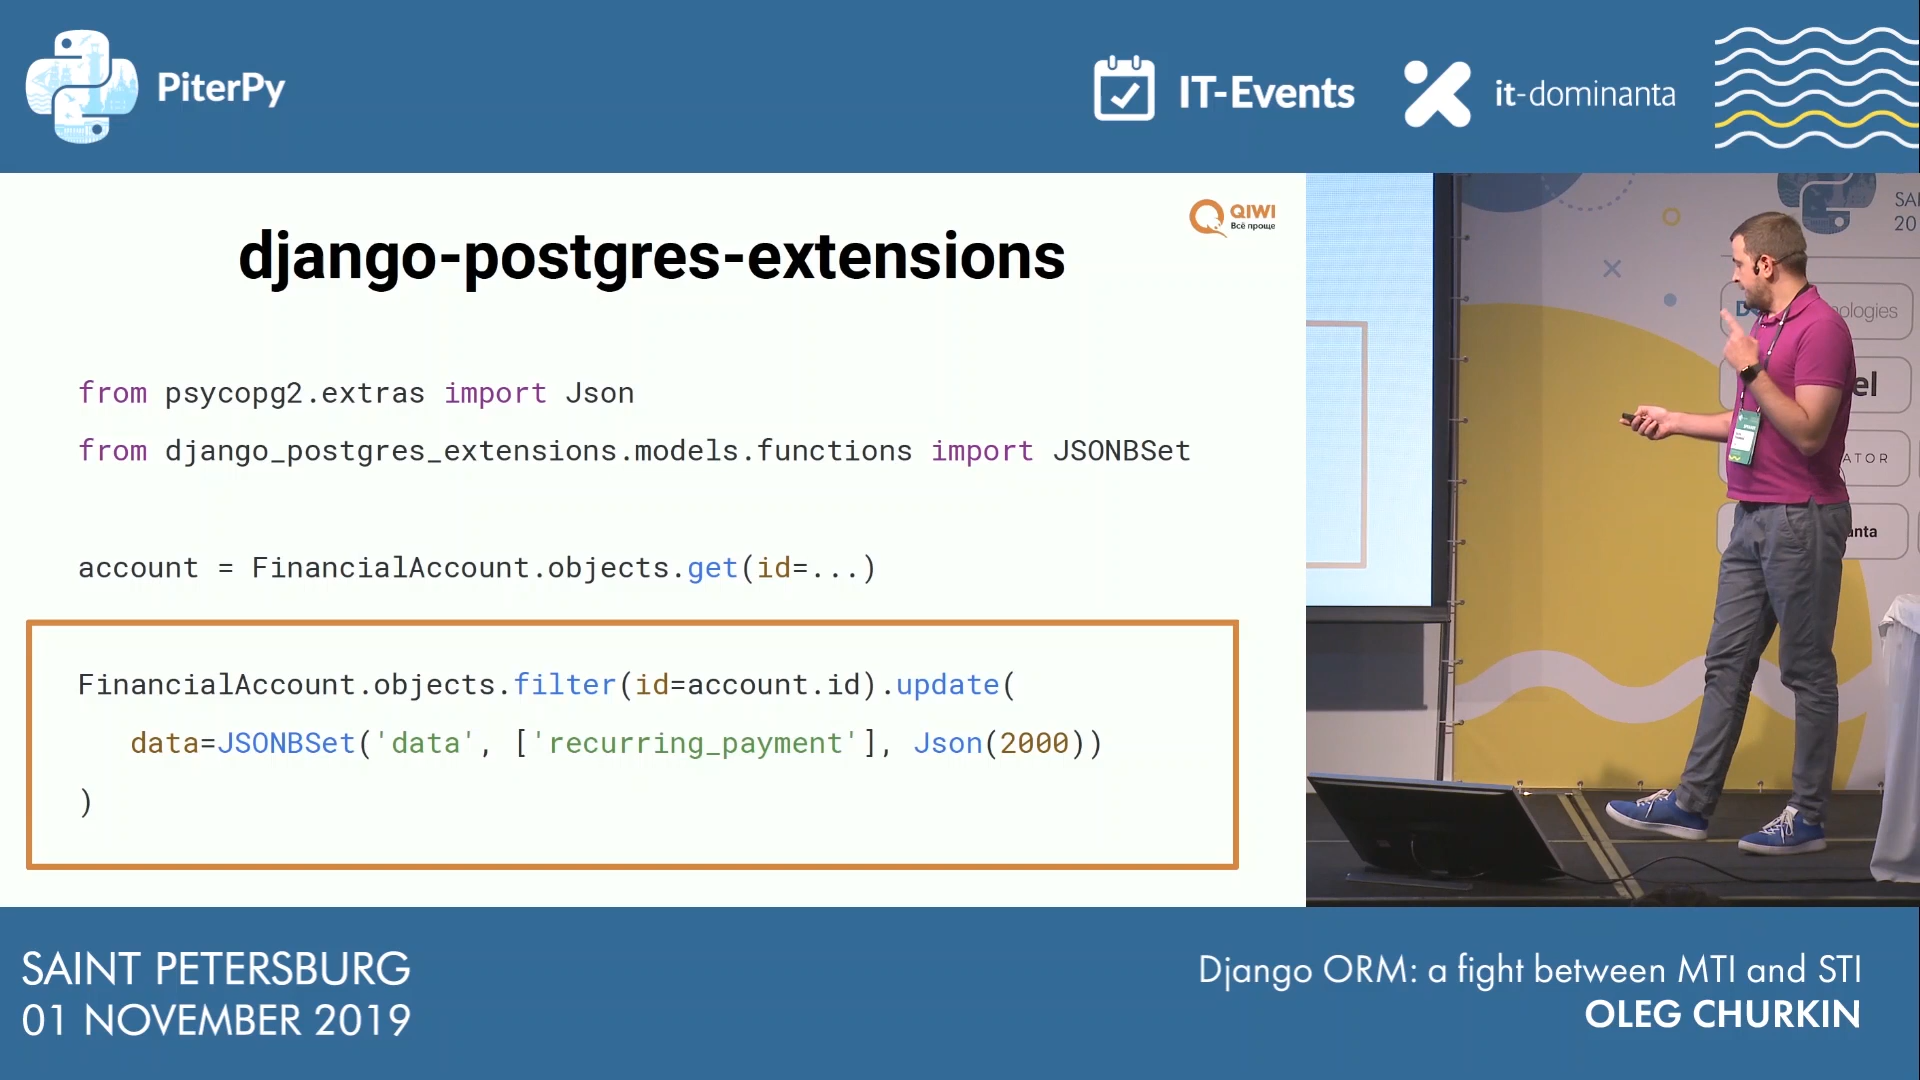 PiterPy
IT-Events
it-dominanta
QIWI
Всё проще
django-postgres-extensions
from psycopg2.extras import Json
from django_postgres_extensions.models.functions import JSONBSet
account = FinancialAccount.objects.get(id=...)
FinancialAccount.objects.filter(id=account.id).update(
data=JSONBSet('data', ['recurring_payment'], Json(2000))
)
SAINT PETERSBURG
01 NOVEMBER 2019
Django ORM: a fight between MTI and STI
OLEG CHURKIN